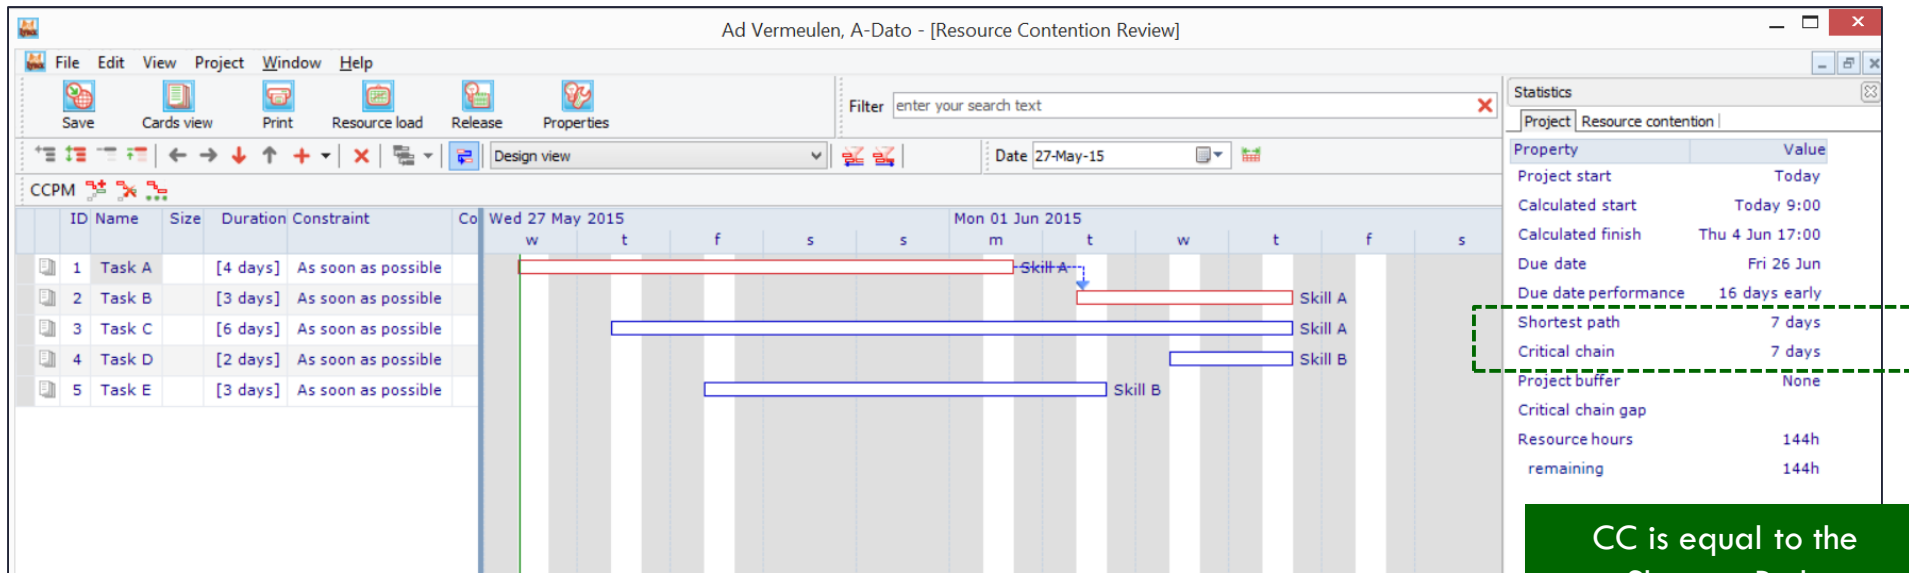 Ad Vermeulen, A-Dato - [Resource Contention Review]
File Edit View Project Window Help
Save Cards view Print Resource load Release Properties
Filter enter your search text
Design view
Date 27-May-15
CCPM
ID Name Size Duration Constraint Co
Wed 27 May 2015 Mon 01 Jun 2015
w t f s s m t w t f s
1 Task A [4 days] As soon as possible Skill A
2 Task B [3 days] As soon as possible Skill A
3 Task C [6 days] As soon as possible Skill A
4 Task D [2 days] As soon as possible Skill B
5 Task E [3 days] As soon as possible Skill B
Statistics
Project Resource contention
Property Value
Project start Today
Calculated start Today 9:00
Calculated finish Thu 4 Jun 17:00
Due date Fri 26 Jun
Due date performance 16 days early
Shortest path 7 days
Critical chain 7 days
Project buffer None
Critical chain gap
Resource hours 144h
remaining 144h
CC is equal to the